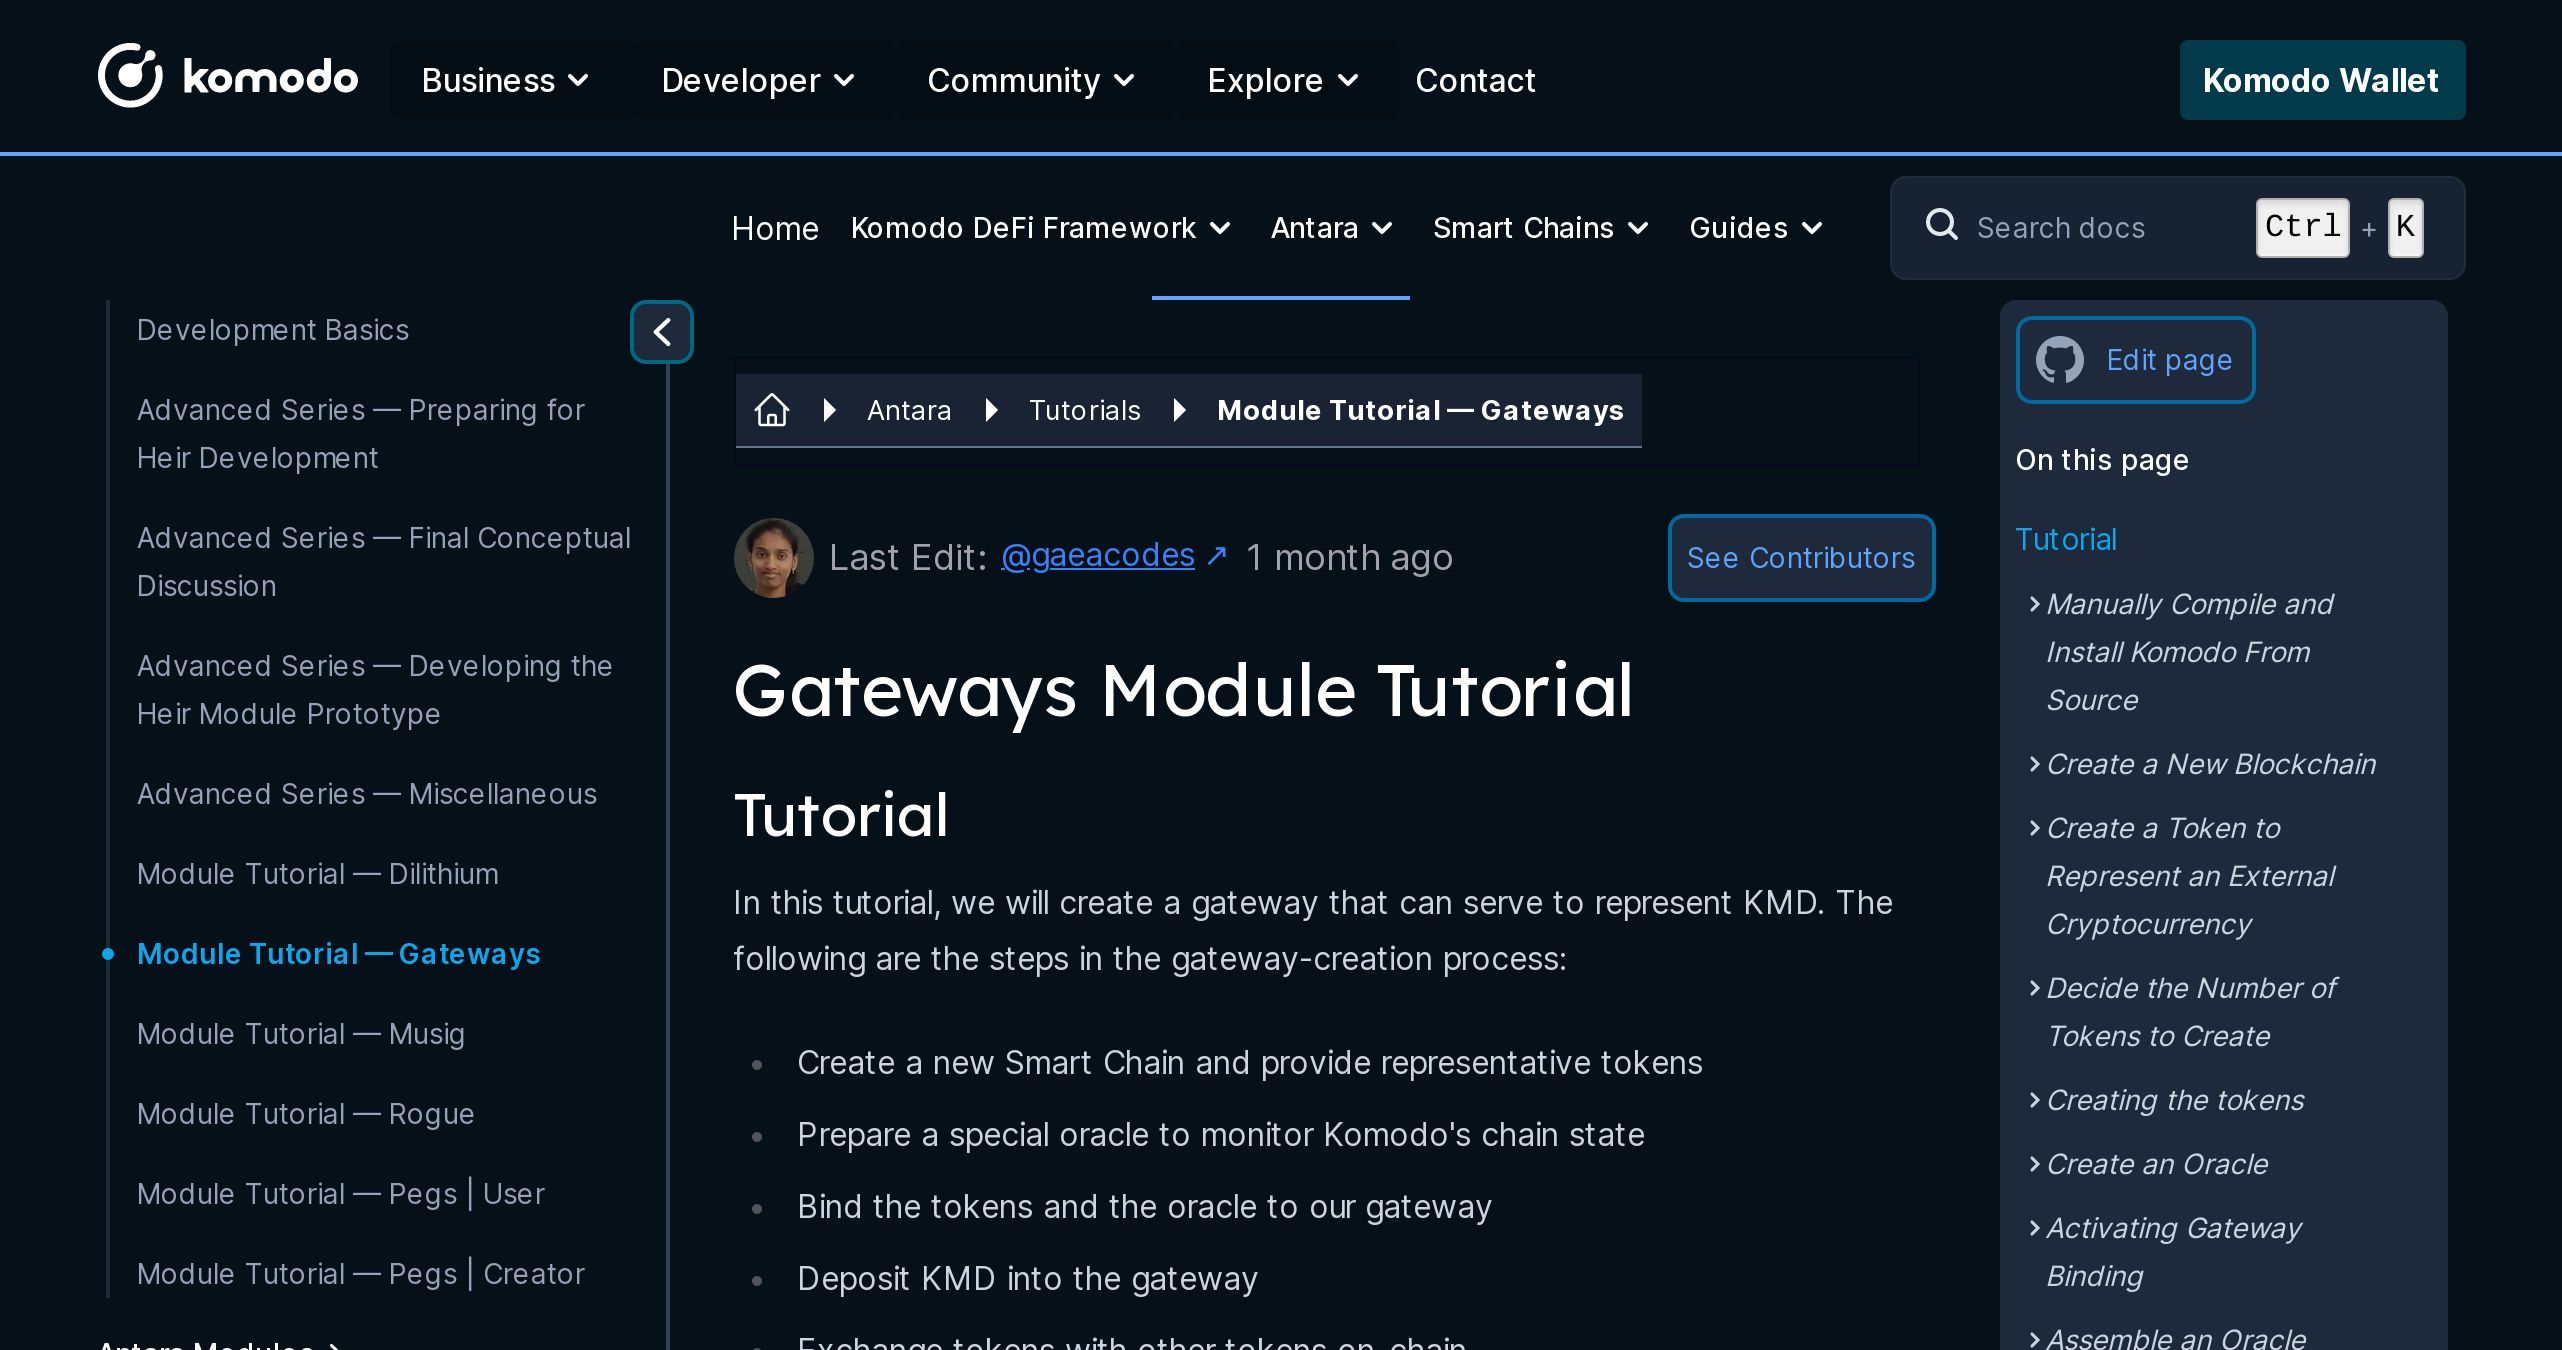 komodo
Business
Developer
Community
Explore
Contact
Komodo Wallet
Home
Komodo DeFi Framework
Antara
Smart Chains
Guides
Search docs
Ctrl + K
Development Basics
Advanced Series — Preparing for
Heir Development
Advanced Series — Final Conceptual
Discussion
Advanced Series — Developing the
Heir Module Prototype
Advanced Series — Miscellaneous
Module Tutorial — Dilithium
Module Tutorial — Gateways
Module Tutorial — Musig
Module Tutorial — Rogue
Module Tutorial — Pegs | User
Module Tutorial — Pegs | Creator
Antara Modules
Antara
Tutorials
Module Tutorial — Gateways
Last Edit: @gaeacodes ↗ 1 month ago
See Contributors
Gateways Module Tutorial
Tutorial
In this tutorial, we will create a gateway that can serve to represent KMD. The
following are the steps in the gateway-creation process:
Create a new Smart Chain and provide representative tokens
Prepare a special oracle to monitor Komodo's chain state
Bind the tokens and the oracle to our gateway
Deposit KMD into the gateway
Exchange tokens with other tokens on-chain
Edit page
On this page
Tutorial
Manually Compile and
Install Komodo From
Source
Create a New Blockchain
Create a Token to
Represent an External
Cryptocurrency
Decide the Number of
Tokens to Create
Creating the tokens
Create an Oracle
Activating Gateway
Binding
Assemble an Oracle